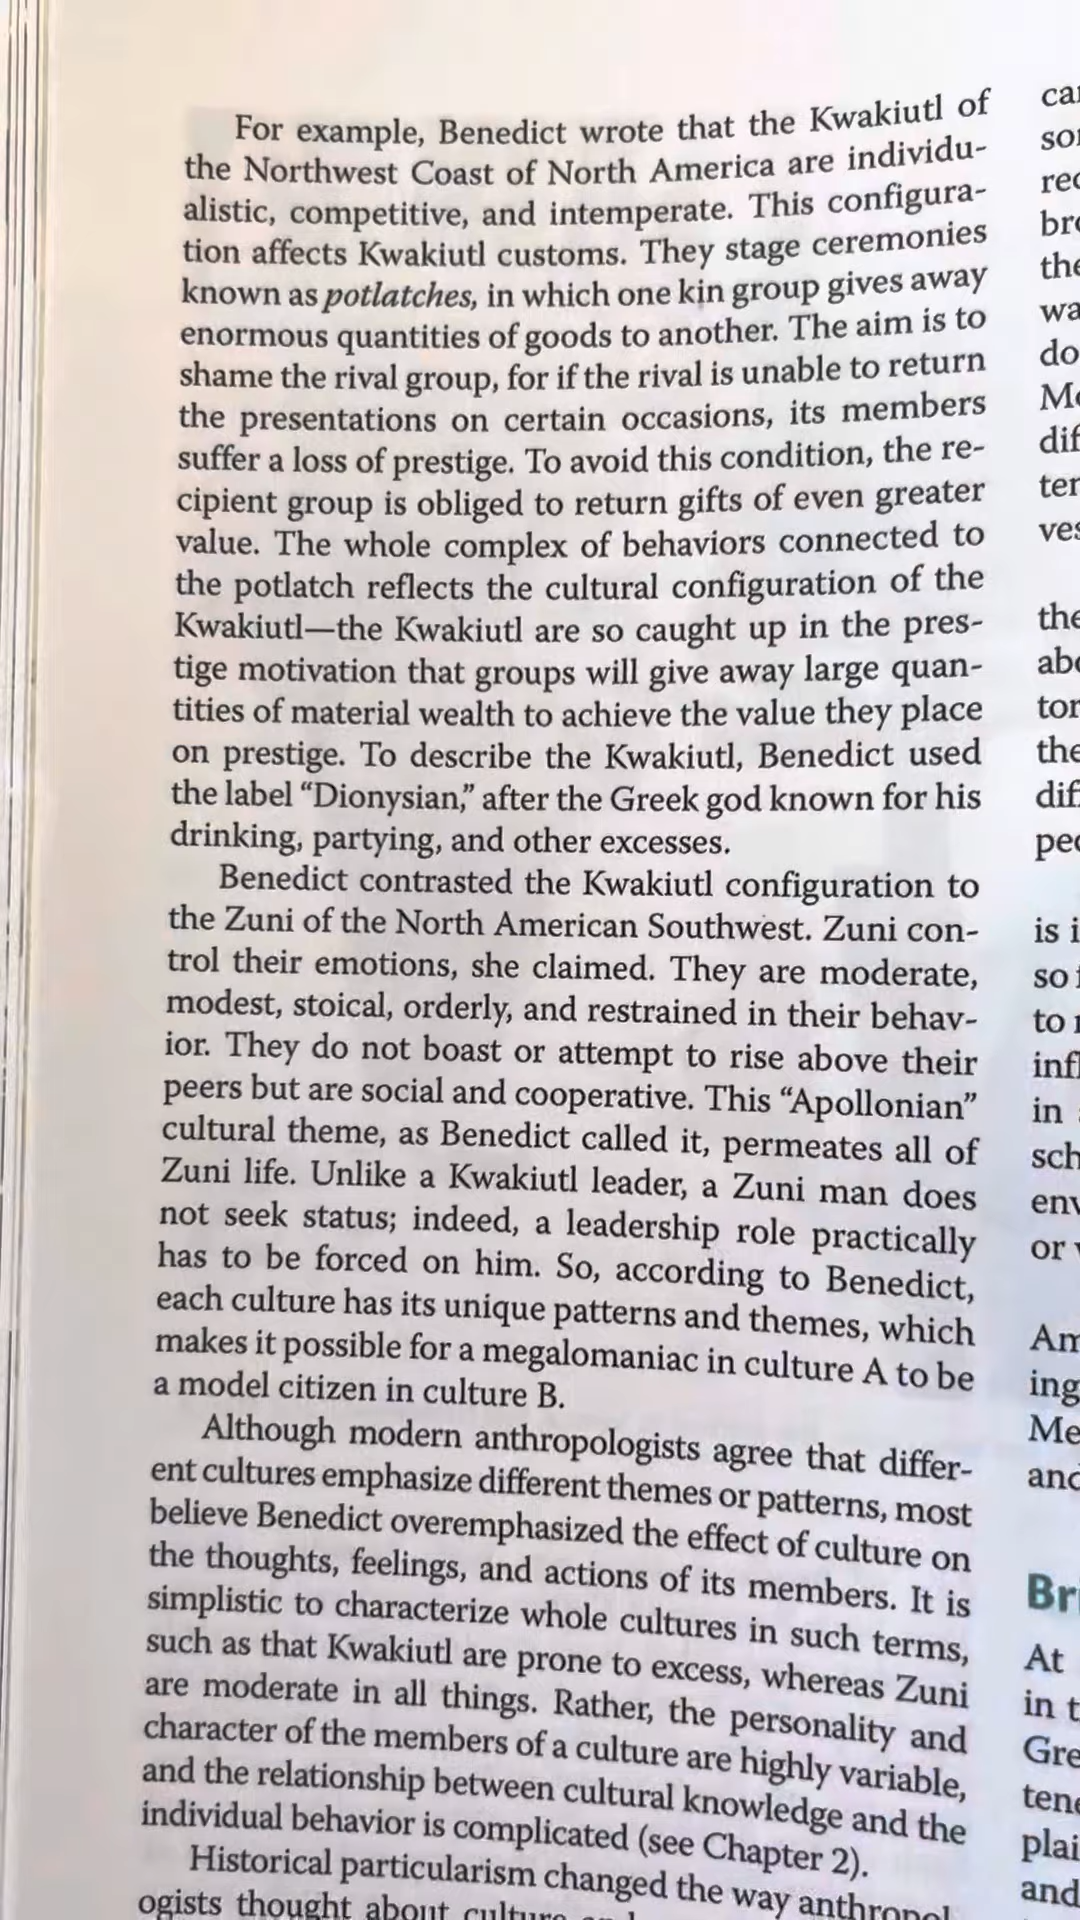 For example, Benedict wrote that the Kwakiutl of
the Northwest Coast of North America are individu-
alistic, competitive, and intemperate. This configura-
tion affects Kwakiutl customs. They stage ceremonies
known as potlatches, in which one kin group gives away
enormous quantities of goods to another. The aim is to
shame the rival group, for if the rival is unable to return
the presentations on certain occasions, its members
suffer a loss of prestige. To avoid this condition, the re-
cipient group is obliged to return gifts of even greater
value. The whole complex of behaviors connected to
the potlatch reflects the cultural configuration of the
Kwakiutl—the Kwakiutl are so caught up in the pres-
tige motivation that groups will give away large quan-
tities of material wealth to achieve the value they place
on prestige. To describe the Kwakiutl, Benedict used
the label “Dionysian,” after the Greek god known for his
drinking, partying, and other excesses.
Benedict contrasted the Kwakiutl configuration to
the Zuni of the North American Southwest. Zuni con-
trol their emotions, she claimed. They are moderate,
modest, stoical, orderly, and restrained in their behav-
ior. They do not boast or attempt to rise above their
peers but are social and cooperative. This “Apollonian”
cultural theme, as Benedict called it, permeates all of
Zuni life. Unlike a Kwakiutl leader, a Zuni man does
not seek status; indeed, a leadership role practically
has to be forced on him. So, according to Benedict,
each culture has its unique patterns and themes, which
makes it possible for a megalomaniac in culture A to be
a model citizen in culture B.
Although modern anthropologists agree that differ-
ent cultures emphasize different themes or patterns, most
believe Benedict overemphasized the effect of culture on
the thoughts, feelings, and actions of its members. It is
simplistic to characterize whole cultures in such terms,
such as that Kwakiutl are prone to excess, whereas Zuni
are moderate in all things. Rather, the personality and
character of the members of a culture are highly variable,
and the relationship between cultural knowledge and the
individual behavior is complicated (see Chapter 2).
Historical particularism changed the way anthropol
ogists thought about culture
is i
so
to
in
or
Am
ing
Me
and
At
in t
and